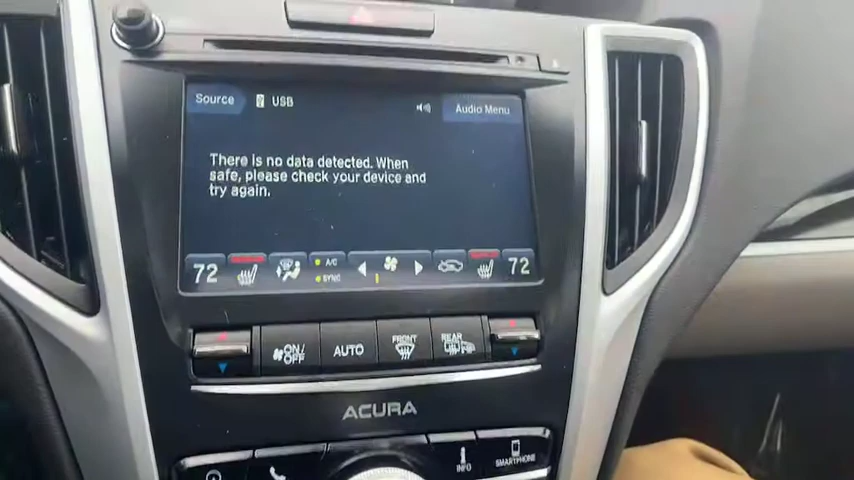 Source USB Audio Menu
There is no data detected. When
safe, please check your device and
try again.
72 A/C 72
SYNC
ON/OFF AUTO FRONT REAR
ACURA
INFO SMARTPHONE